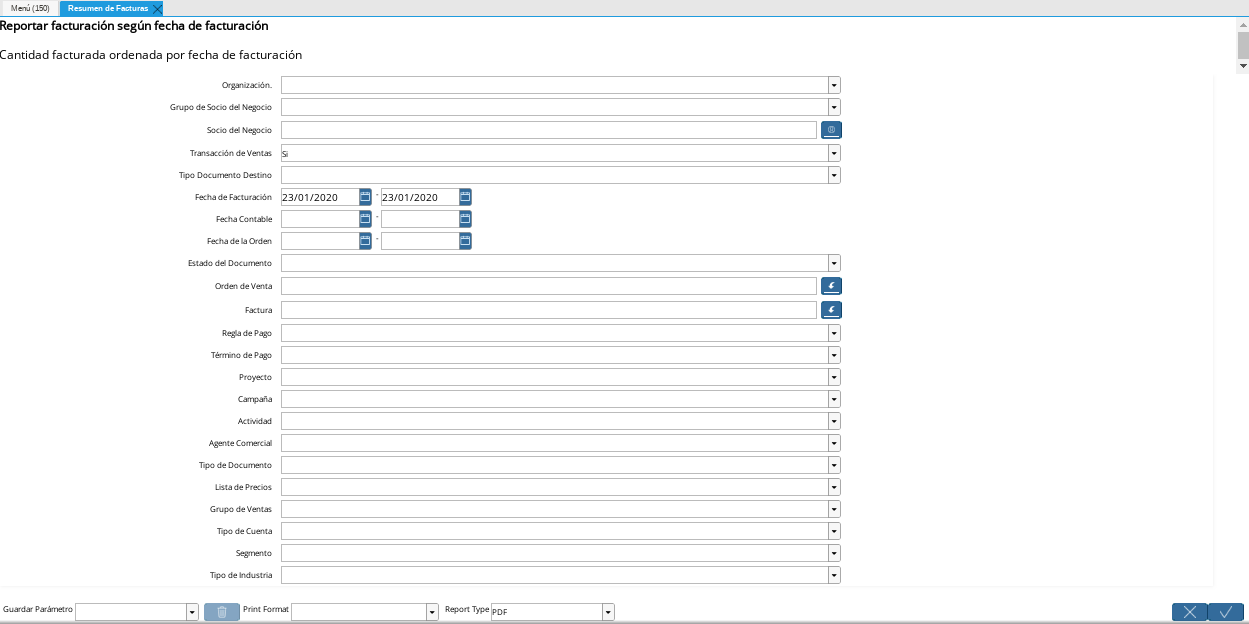 Menú (150) Resumen de Facturas
Reportar facturación según fecha de facturación
Cantidad facturada ordenada por fecha de facturación
Organización.
Grupo de Socio del Negocio
Socio del Negocio
Transacción de Ventas Si
Tipo Documento Destino
Fecha de Facturación 23/01/2020 - 23/01/2020
Fecha Contable -
Fecha de la Orden -
Estado del Documento
Orden de Venta
Factura
Regla de Pago
Término de Pago
Proyecto
Campaña
Actividad
Agente Comercial
Tipo de Documento
Lista de Precios
Grupo de Ventas
Tipo de Cuenta
Segmento
Tipo de Industria
Guardar Parámetro Print Format Report Type PDF